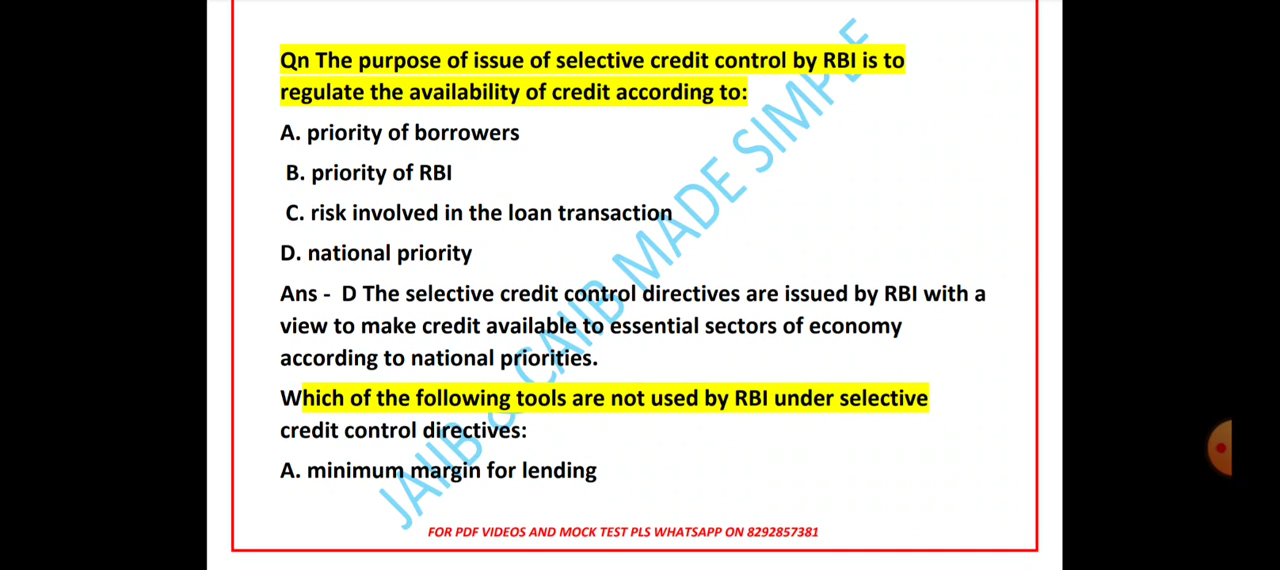 Qn The purpose of issue of selective credit control by RBI is to
regulate the availability of credit according to:
A. priority of borrowers
B. priority of RBI
C. risk involved in the loan transaction
D. national priority
Ans - D The selective credit control directives are issued by RBI with a
view to make credit available to essential sectors of economy
according to national priorities.
Which of the following tools are not used by RBI under selective
credit control directives:
A. minimum margin for lending
JAIIB & CAIIB MADE SIMPLE
FOR PDF VIDEOS AND MOCK TEST PLS WHATSAPP ON 8292857381